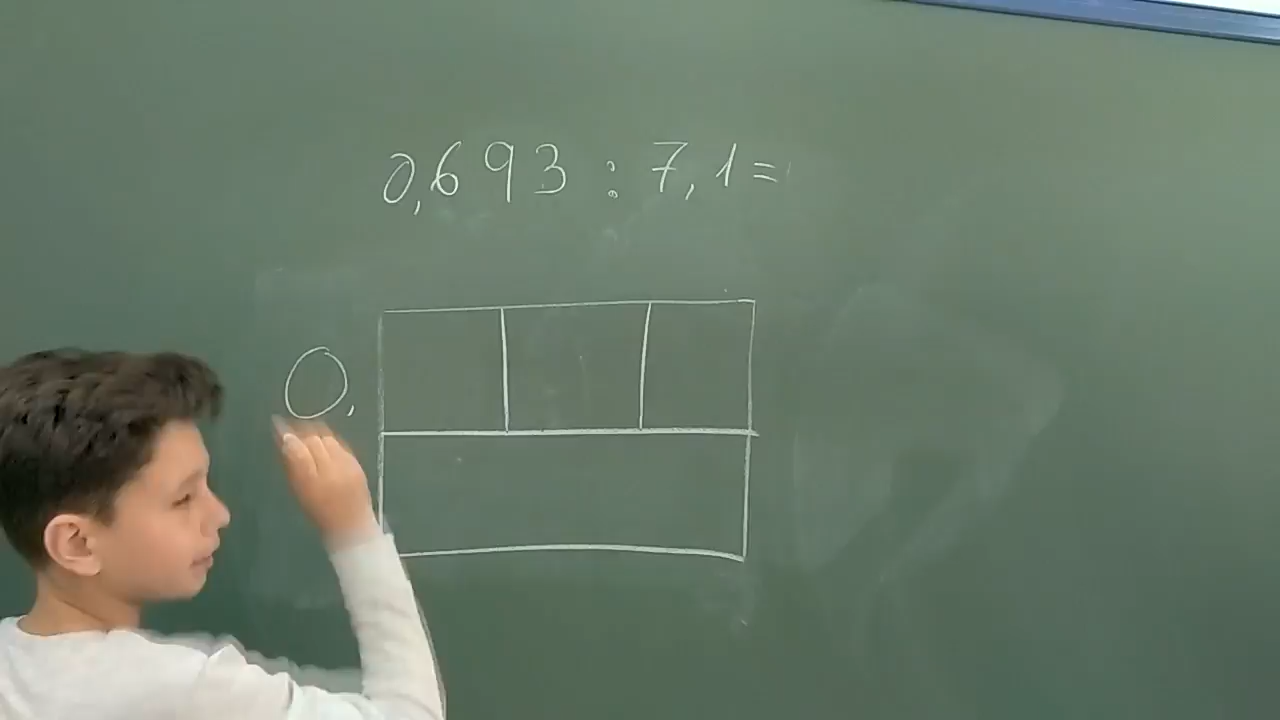 0,693 : 7,1 =
0,